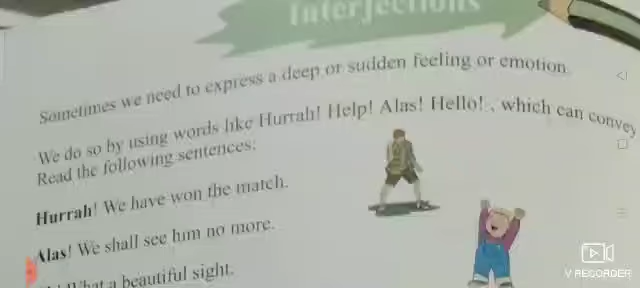 Interjections
Sometimes we need to express a deep or sudden feeling or emotion.
We do so by using words like Hurrah! Help! Alas! Hello! , which can convey
Read the following sentences:
Hurrah! We have won the match.
Alas! We shall see him no more.
What a beautiful sight.
V RECORDER